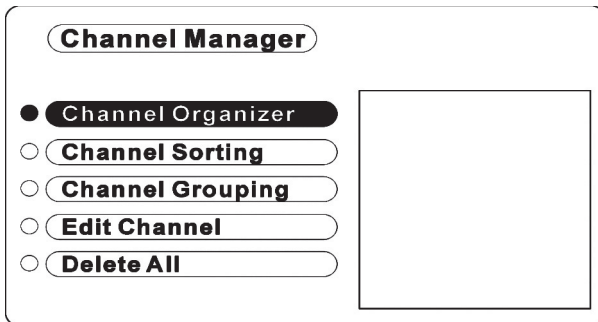 Channel Manager
Channel Organizer
Channel Sorting
Channel Grouping
Edit Channel
Delete All